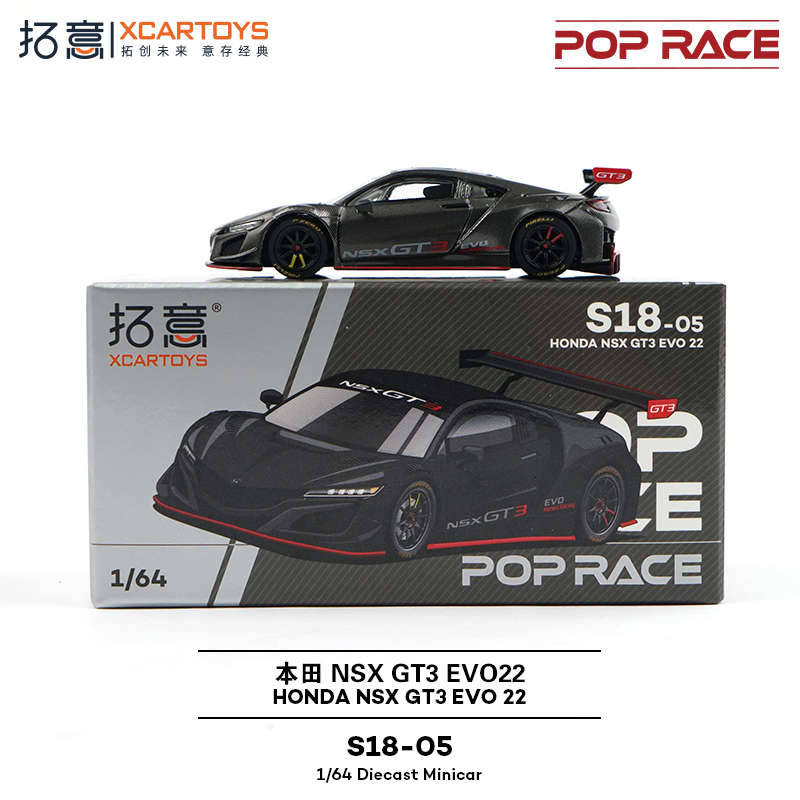 拓意 XCARTOYS
拓创未来 意存经典
POP RACE
GT3
P-ZERO
PIRELLI
NSX GT3 EVO
拓意®
XCARTOYS
S18-05
HONDA NSX GT3 EVO 22
NSX GT3
GT3
NSX GT3
EVO
1/64
POP RACE
本田 NSX GT3 EVO22
HONDA NSX GT3 EVO 22
S18-05
1/64 Diecast Minicar